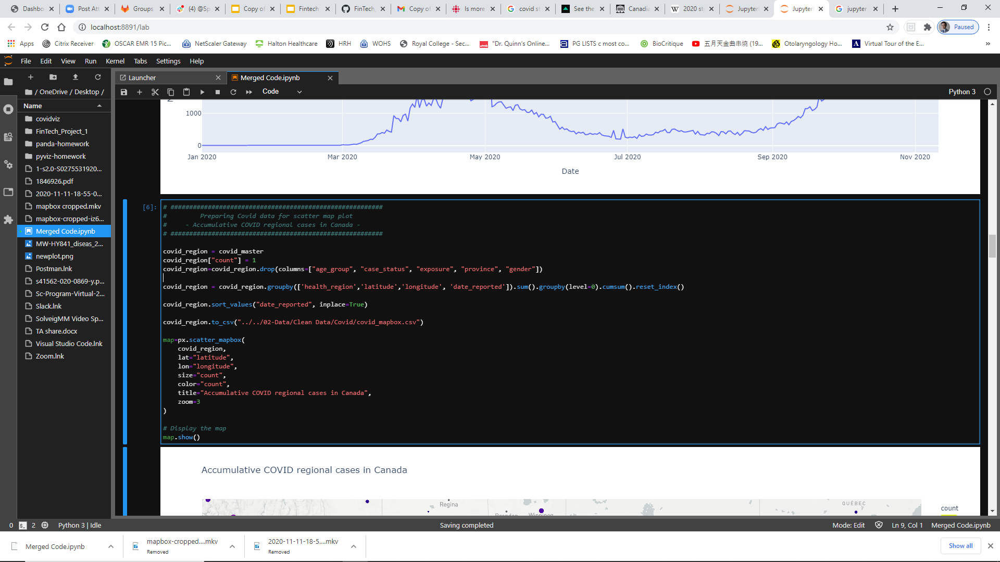 Dashbo
Post Att
Groups
(4) @Sp
Copy of
Fintech
FinTech_
Copy of
Is more
covid st
See the
Canadia
2020 sto
Jupyter
Jupyter
jupyter
localhost:8891/lab
Paused
Apps
Citrix Receiver
OSCAR EMR 15 Pic...
NetScaler Gateway
Halton Healthcare
HRH
WOHS
Royal College - Sec...
"Dr. Quinn's Online...
PG LISTS c most co...
BioCritique
五月天金曲串燒 (19...
Otolaryngology Ho...
Virtual Tour of the E...
File Edit View Run Kernel Tabs Settings Help
Launcher
Merged Code.ipynb
/ OneDrive / Desktop /
Code
Python 3
Name
covidviz
FinTech_Project_1
panda-homework
pyviz-homework
1-s2.0-S0275531920...
1846926.pdf
2020-11-11-18-55-0...
mapbox cropped.mkv
mapbox-cropped-iz6...
Merged Code.ipynb
MW-HY841_diseas_2...
newplot.png
Postman.lnk
s41562-020-0869-y.p...
Sc-Program-Virtual-2...
Slack.lnk
SolveigMM Video Sp...
TA share.docx
Visual Studio Code.lnk
Zoom.lnk
1000
0
Jan 2020 Mar 2020 May 2020 Jul 2020 Sep 2020 Nov 2020
Date
[6]:
# #########################################################
# Preparing Covid data for scatter map plot
# - Accumulative COVID regional cases in Canada -
# #########################################################
covid_region = covid_master
covid_region["count"] = 1
covid_region=covid_region.drop(columns=["age_group", "case_status", "exposure", "province", "gender"])
covid_region = covid_region.groupby(['health_region','latitude','longitude', 'date_reported']).sum().groupby(level=0).cumsum().reset_index()
covid_region.sort_values("date_reported", inplace=True)
covid_region.to_csv("../../02-Data/Clean Data/Covid/covid_mapbox.csv")
map=px.scatter_mapbox(
covid_region,
lat="latitude",
lon="longitude",
size="count",
color="count",
title="Accumulative COVID regional cases in Canada",
zoom=3
)
# Display the map
map.show()
Accumulative COVID regional cases in Canada
Regina
Winnipeg
QUÉBEC
count
0
2
Python 3 | Idle
Saving completed
Mode: Edit
Ln 9, Col 1
Merged Code.ipynb
Merged Code.ipynb
mapbox-cropped....mkv
Removed
2020-11-11-18-5....mkv
Removed
Show all